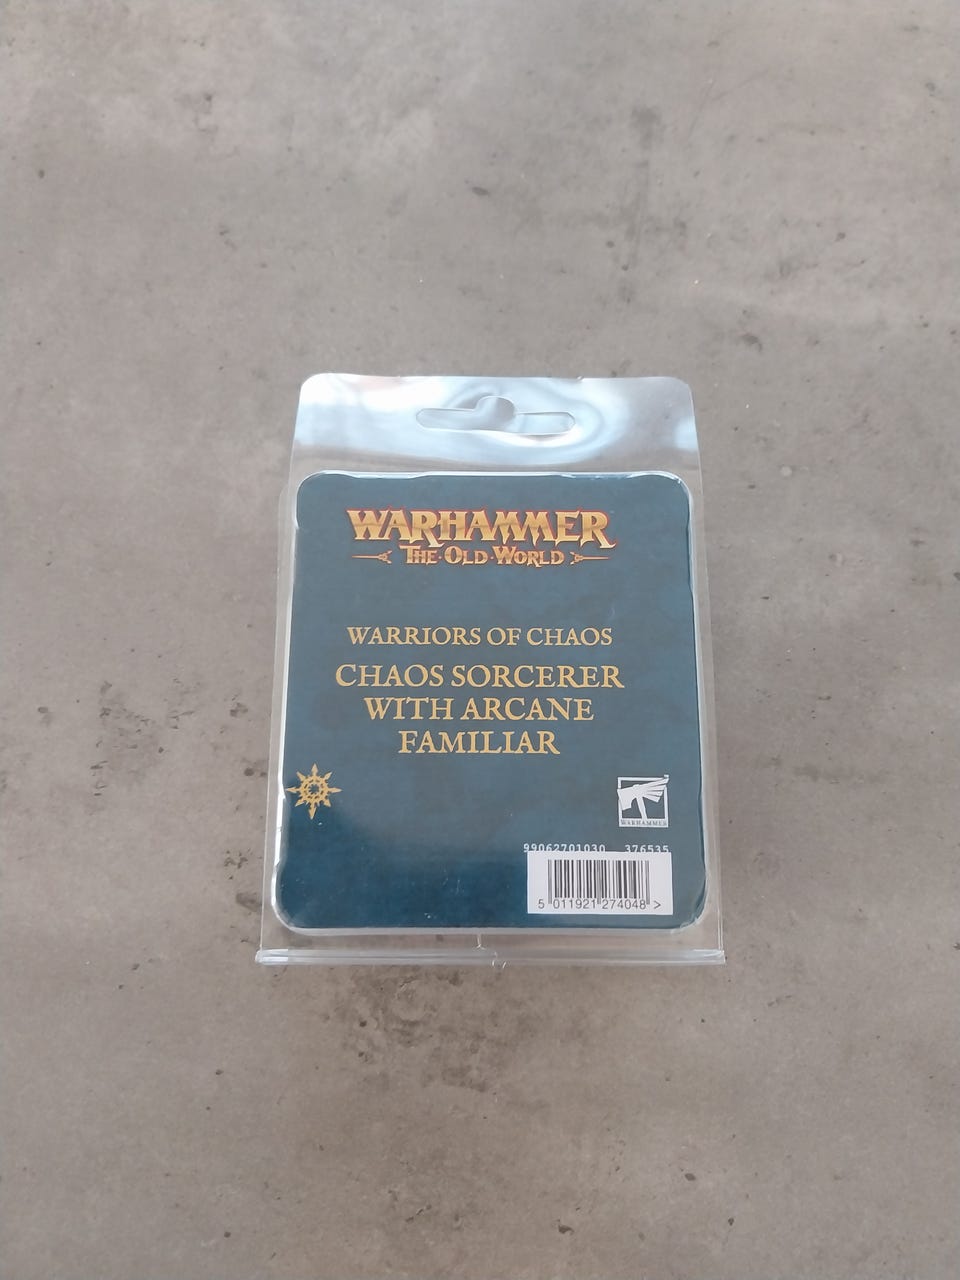 WARHAMMER
THE·OLD·WORLD
WARRIORS OF CHAOS
CHAOS SORCERER
WITH ARCANE
FAMILIAR
WARHAMMER
99062701030 376535
5 011921 274048 >